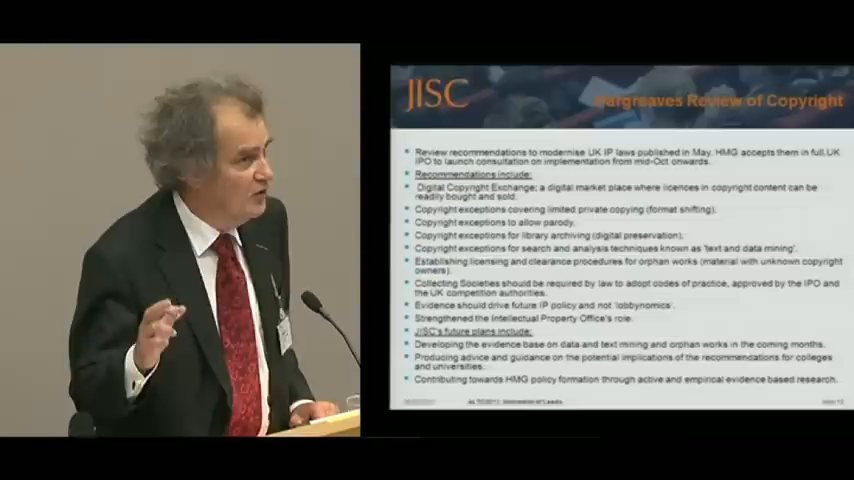 JISC
Hargreaves Review of Copyright
Review recommendations to modernise UK IP laws published in May, HMG accepts them in full. UK
IPO to launch consultation on implementation from mid-Oct onwards.
Recommendations include:
Digital Copyright Exchange; a digital market place where licences in copyright content can be
readily bought and sold.
Copyright exceptions covering limited private copying (format shifting).
Copyright exceptions to allow parody.
Copyright exceptions for library archiving (digital preservation);
Copyright exceptions for search and analysis techniques known as 'text and data mining'.
Establishing licensing and clearance procedures for orphan works (material with unknown copyright
owners).
Collecting Societies should be required by law to adopt codes of practice, approved by the IPO and
the UK competition authorities.
Evidence should drive future IP policy and not 'lobbynomics'.
Strengthened the Intellectual Property Office's role.
JISC's future plans include:
Developing the evidence base on data and text mining and orphan works in the coming months.
Producing advice and guidance on the potential implications of the recommendations for colleges
and universities.
Contributing towards HMG policy formation through active and empirical evidence based research.